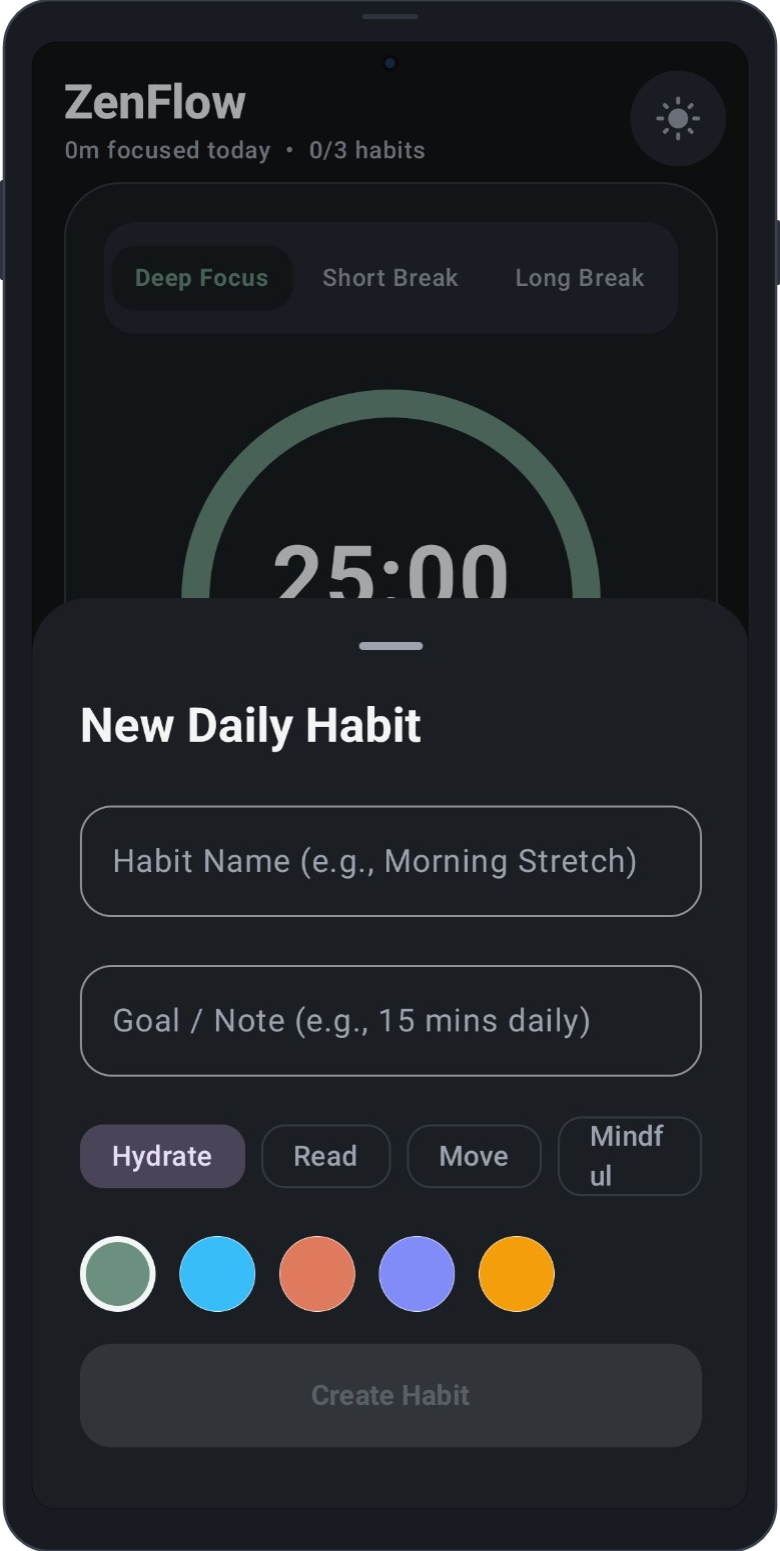 ZenFlow
0m focused today • 0/3 habits
Deep Focus Short Break Long Break
25:00
New Daily Habit
Habit Name (e.g., Morning Stretch)
Goal / Note (e.g., 15 mins daily)
Hydrate Read Move Mindf
ul
Create Habit